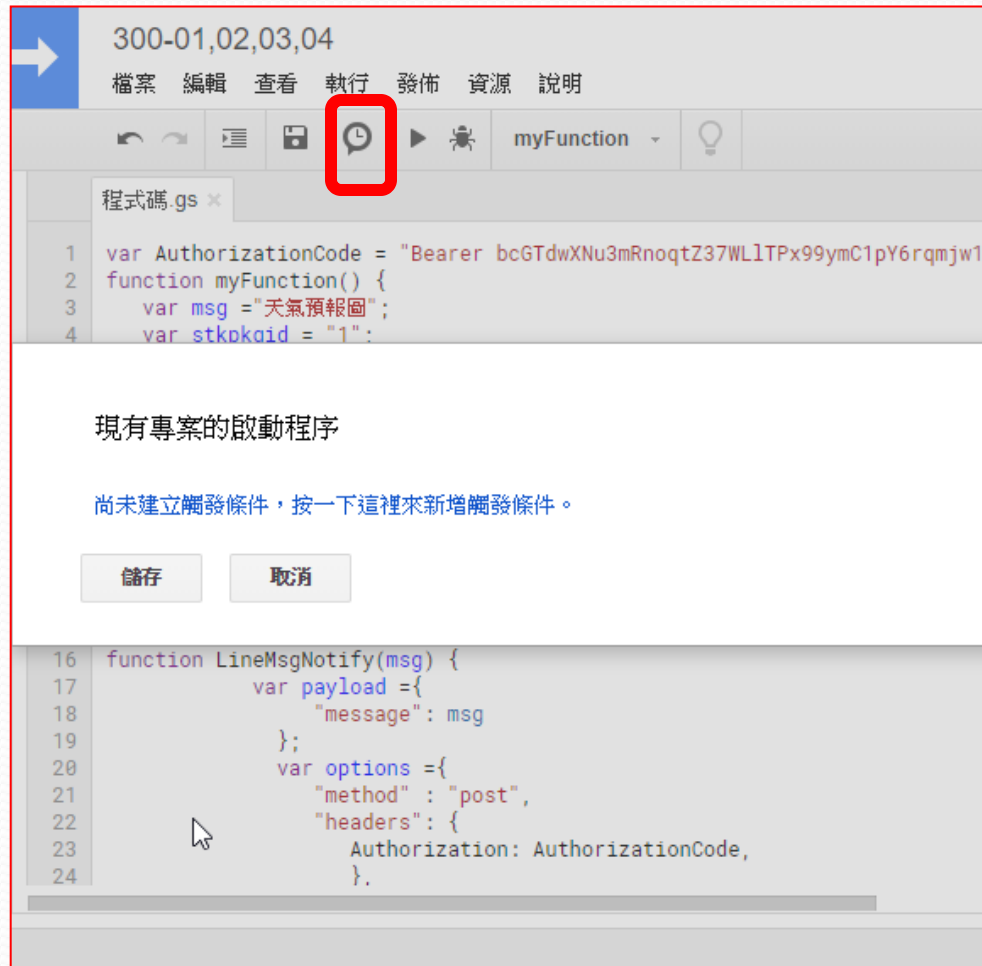 300-01,02,03,04
檔案 編輯 查看 執行 發佈 資源 說明
myFunction
程式碼.gs ×
1 var AuthorizationCode = "Bearer bcGTdwXNu3mRnoqtZ37WLlTPx99ymC1pY6rqmjw1
2 function myFunction() {
3 var msg ="天氣預報圖";
4 var stkpkgid = "1";
現有專案的啟動程序
尚未建立觸發條件，按一下這裡來新增觸發條件。
儲存 取消
16 function LineMsgNotify(msg) {
17 var payload ={
18 "message": msg
19 };
20 var options ={
21 "method" : "post",
22 "headers": {
23 Authorization: AuthorizationCode,
24 },